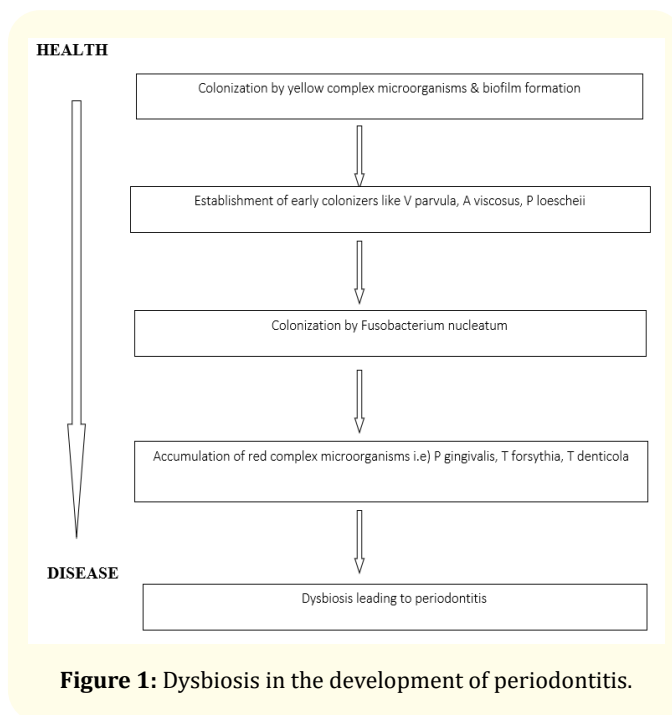 HEALTH
Colonization by yellow complex microorganisms & biofilm formation
Establishment of early colonizers like V parvula, A viscosus, P loescheii
Colonization by Fusobacterium nucleatum
Accumulation of red complex microorganisms i.e) P gingivalis, T forsythia, T denticola
DISEASE
Dysbiosis leading to periodontitis
Figure 1: Dysbiosis in the development of periodontitis.